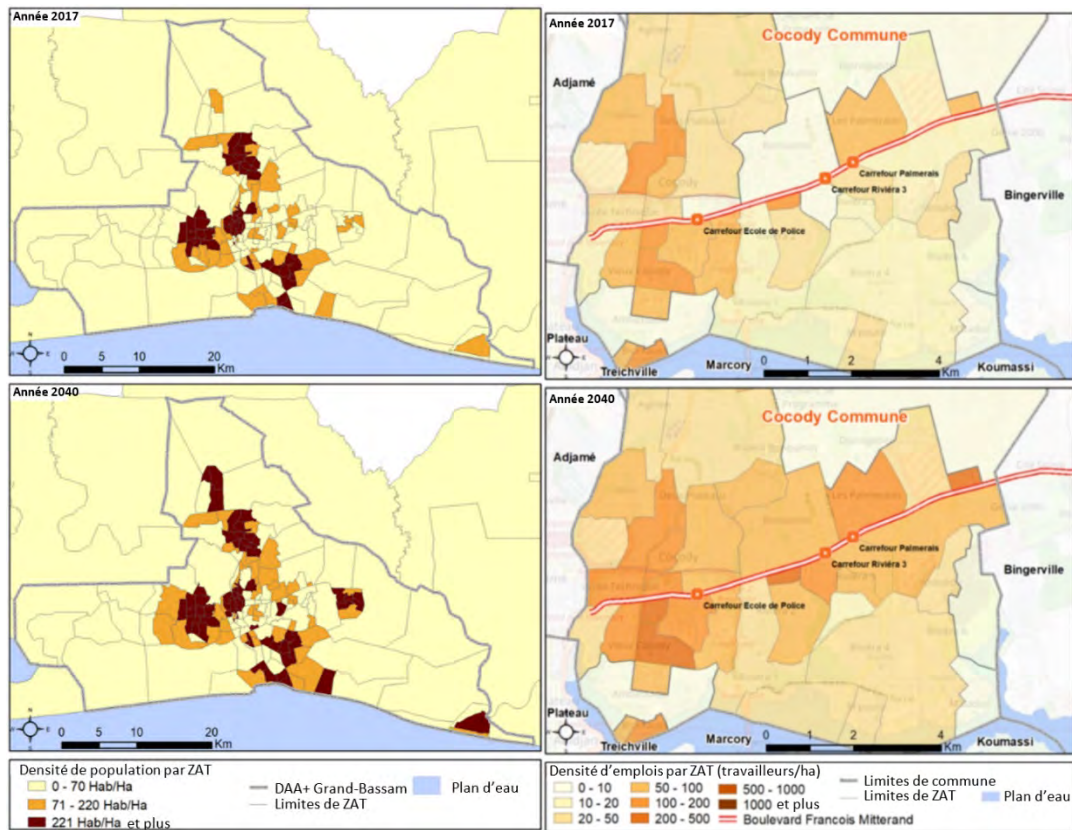 Année 2017
N
W E
S
0 10 20
Km
Année 2017
Cocody Commune
Adjamé
Cocody
Carrefour Palmerais
Carrefour Riviéra 3
Carrefour Ecole de Police
Bingerville
Plateau
Treichville
Marcory
Koumassi
0 2 4
Km
Année 2040
0 10 20
Km
Année 2040
Cocody Commune
Adjamé
Cocody
Carrefour Palmerais
Carrefour Riviéra 3
Carrefour Ecole de Police
Bingerville
Plateau
Treichville
Marcory
Koumassi
0 2 4
Km
Densité de population par ZAT
0 - 70 Hab/Ha
71 - 220 Hab/Ha
221 Hab/Ha et plus
DAA+ Grand-Bassam
Limites de ZAT
Plan d'eau
Densité d'emplois par ZAT (travailleurs/ha)
0 - 10
10 - 20
20 - 50
50 - 100
100 - 200
200 - 500
500 - 1000
1000 et plus
Limites de commune
Limites de ZAT
Boulevard Francois Mitterand
Plan d'eau